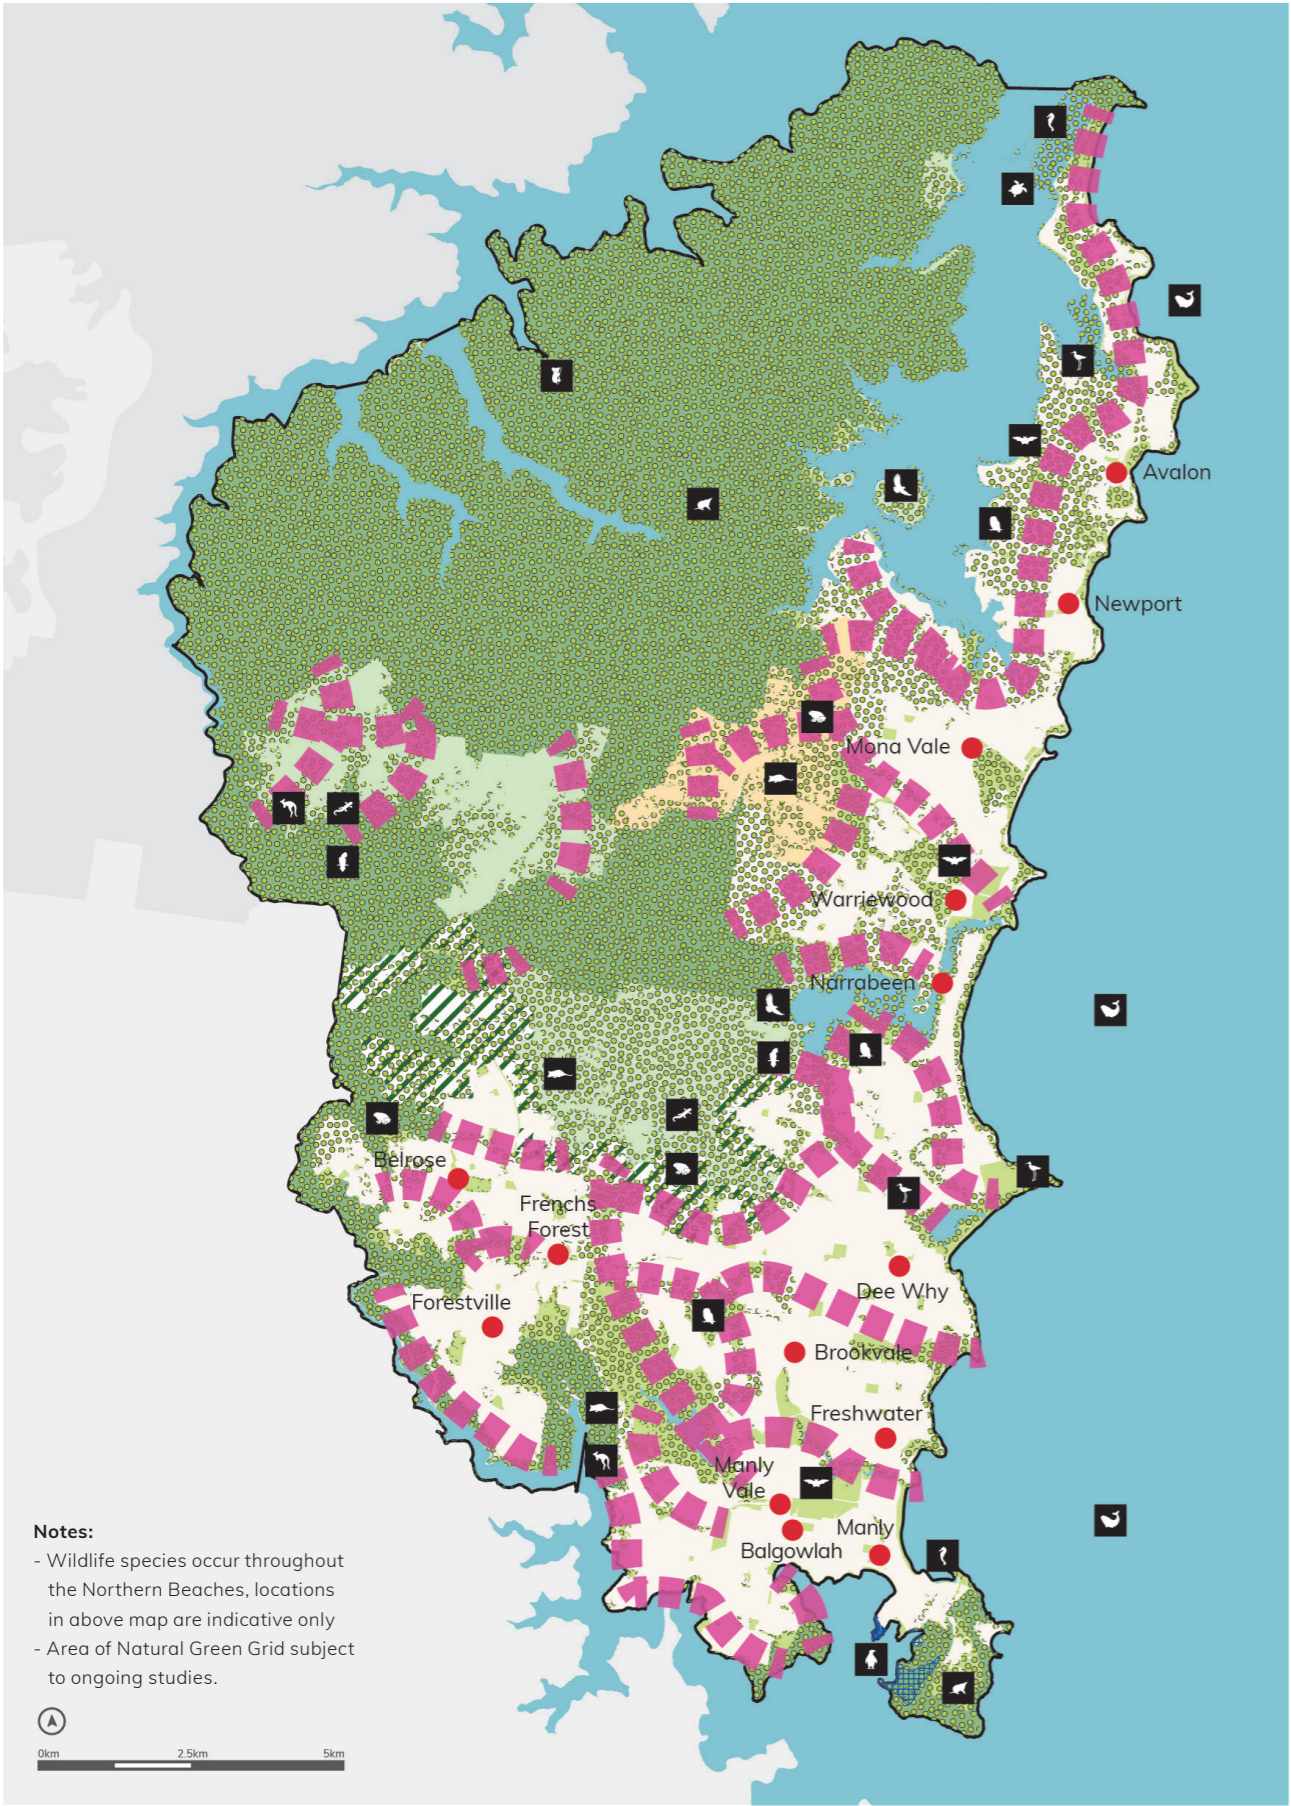 Avalon
Newport
Mona Vale
Warriewood
Narrabeen
Belrose
Frenchs
Forest
Forestville
Dee Why
Brookvale
Freshwater
Manly
Vale
Manly
Balgowlah
Notes:
- Wildlife species occur throughout
the Northern Beaches, locations
in above map are indicative only
- Area of Natural Green Grid subject
to ongoing studies.
0km 2.5km 5km